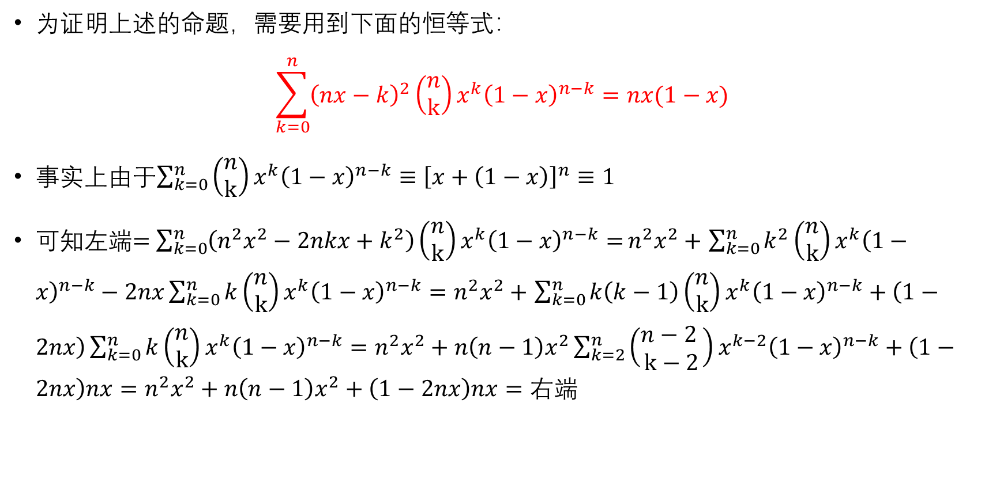 • 为证明上述的命题，需要用到下面的恒等式：
$$\sum_{k=0}^{n}(nx-k)^2\binom{n}{\mathrm{k}}x^k(1-x)^{n-k}=nx(1-x)$$
• 事实上由于$\sum_{k=0}^{n}\binom{n}{\mathrm{k}}x^k(1-x)^{n-k}\equiv[x+(1-x)]^n\equiv 1$
• 可知左端$=\sum_{k=0}^{n}(n^2x^2-2nkx+k^2)\binom{n}{\mathrm{k}}x^k(1-x)^{n-k}=n^2x^2+\sum_{k=0}^{n}k^2\binom{n}{\mathrm{k}}x^k(1-$
$x)^{n-k}-2nx\sum_{k=0}^{n}k\binom{n}{\mathrm{k}}x^k(1-x)^{n-k}=n^2x^2+\sum_{k=0}^{n}k(k-1)\binom{n}{\mathrm{k}}x^k(1-x)^{n-k}+(1-$
$2nx)\sum_{k=0}^{n}k\binom{n}{\mathrm{k}}x^k(1-x)^{n-k}=n^2x^2+n(n-1)x^2\sum_{k=2}^{n}\binom{n-2}{\mathrm{k}-2}x^{k-2}(1-x)^{n-k}+(1-$
$2nx)nx=n^2x^2+n(n-1)x^2+(1-2nx)nx=$ 右端